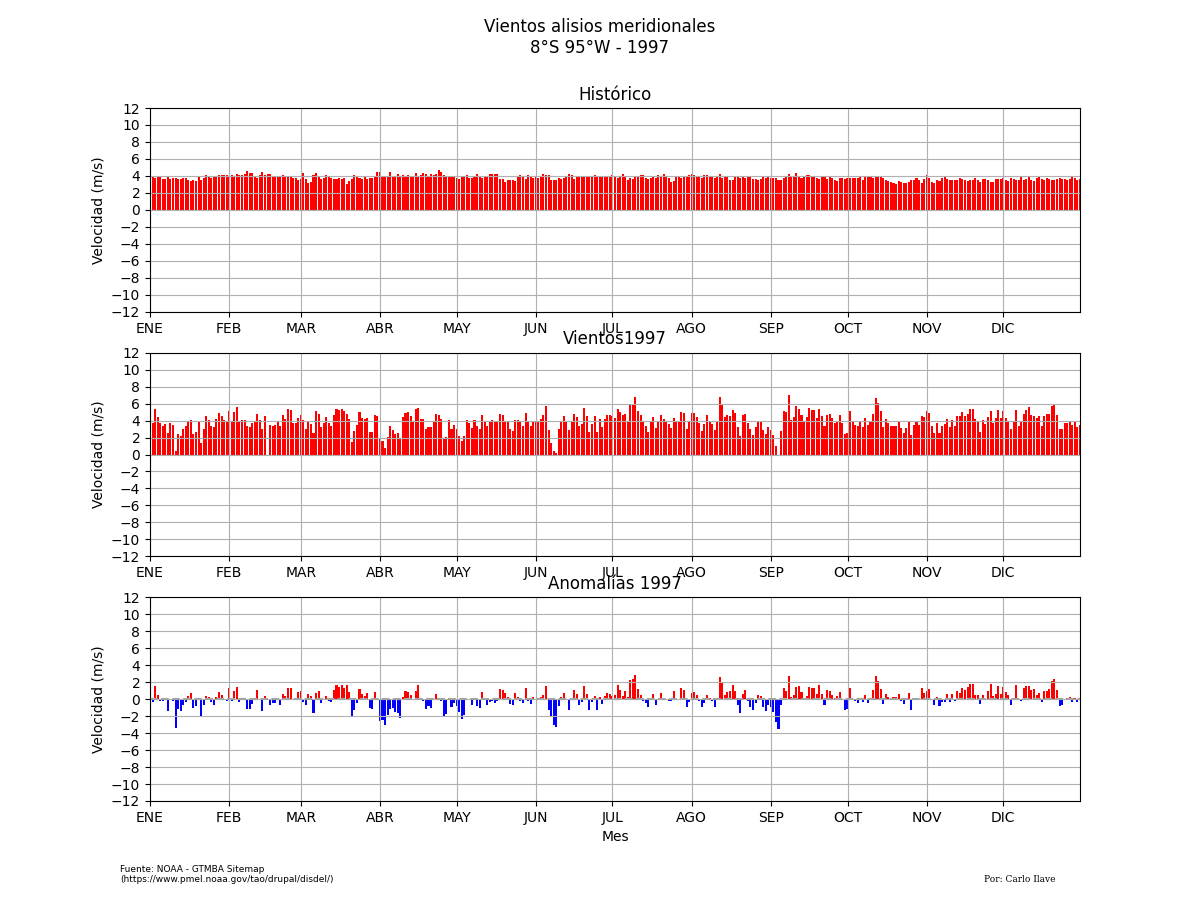 Vientos alisios meridionales
8°S 95°W - 1997
Histórico
Velocidad (m/s)
12
10
8
6
4
2
0
−2
−4
−6
−8
−10
−12
ENE FEB MAR ABR MAY JUN JUL AGO SEP OCT NOV DIC
Vientos1997
Velocidad (m/s)
12
10
8
6
4
2
0
−2
−4
−6
−8
−10
−12
ENE FEB MAR ABR MAY JUN JUL AGO SEP OCT NOV DIC
Anomalías 1997
Velocidad (m/s)
12
10
8
6
4
2
0
−2
−4
−6
−8
−10
−12
ENE FEB MAR ABR MAY JUN JUL AGO SEP OCT NOV DIC
Mes
Fuente: NOAA - GTMBA Sitemap
(https://www.pmel.noaa.gov/tao/drupal/disdel/)
Por: Carlo Ilave